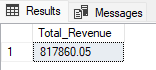 Results Messages
Total_Revenue
1 817860.05